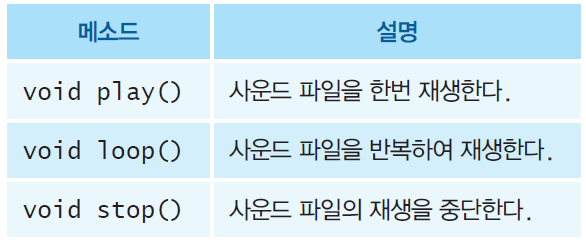 메소드 설명
void play() 사운드 파일을 한번 재생한다.
void loop() 사운드 파일을 반복하여 재생한다.
void stop() 사운드 파일의 재생을 중단한다.